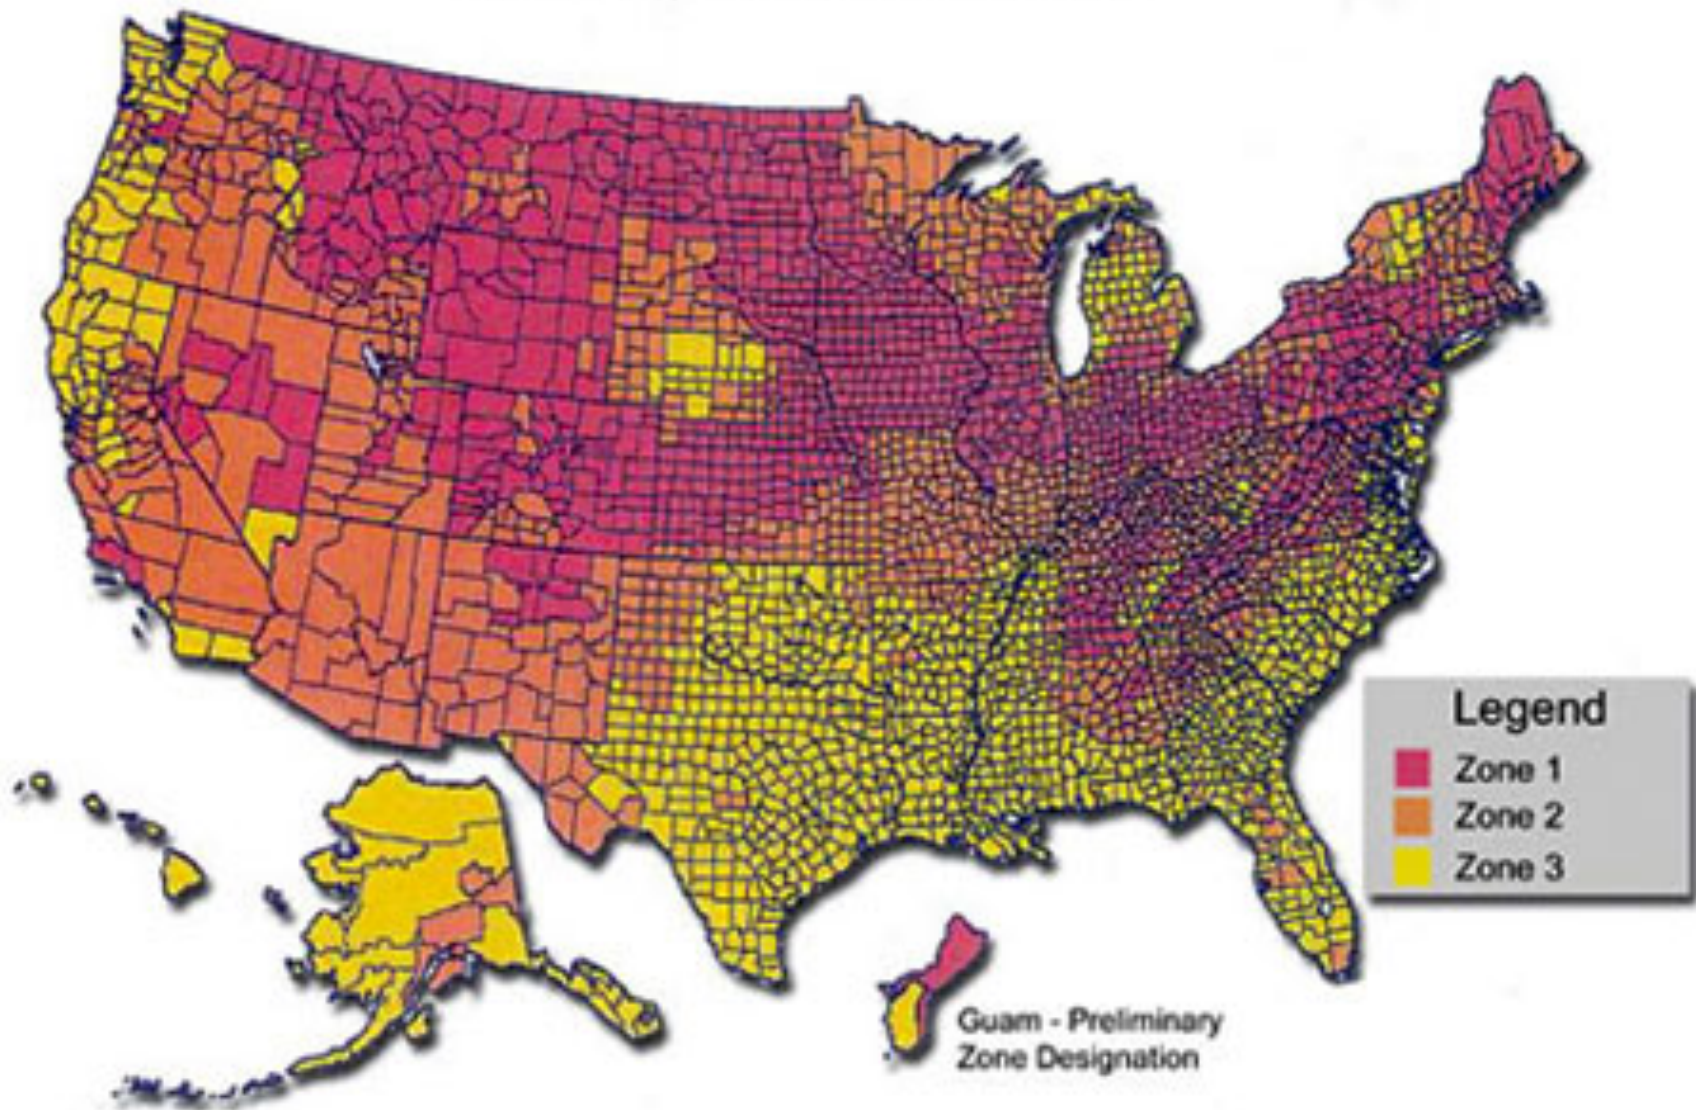 Legend
Zone 1
Zone 2
Zone 3
Guam - Preliminary
Zone Designation